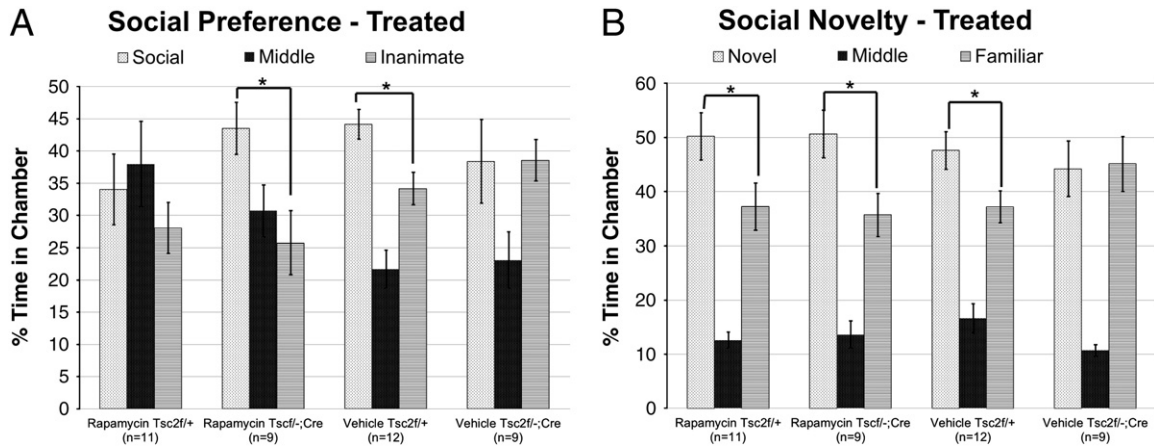 A
Social Preference - Treated
Social Middle Inanimate
% Time in Chamber
50
45
40
35
30
25
20
15
10
5
0
*
*
Rapamycin Tsc2f/+
(n=11)
Rapamycin Tscf/-;Cre
(n=9)
Vehicle Tsc2f/+
(n=12)
Vehicle Tsc2f/-;Cre
(n=9)
B
Social Novelty - Treated
Novel Middle Familiar
% Time in Chamber
60
50
40
30
20
10
0
*
*
*
Rapamycin Tsc2f/+
(n=11)
Rapamycin Tscf/-;Cre
(n=9)
Vehicle Tsc2f/+
(n=12)
Vehicle Tsc2f/-;Cre
(n=9)